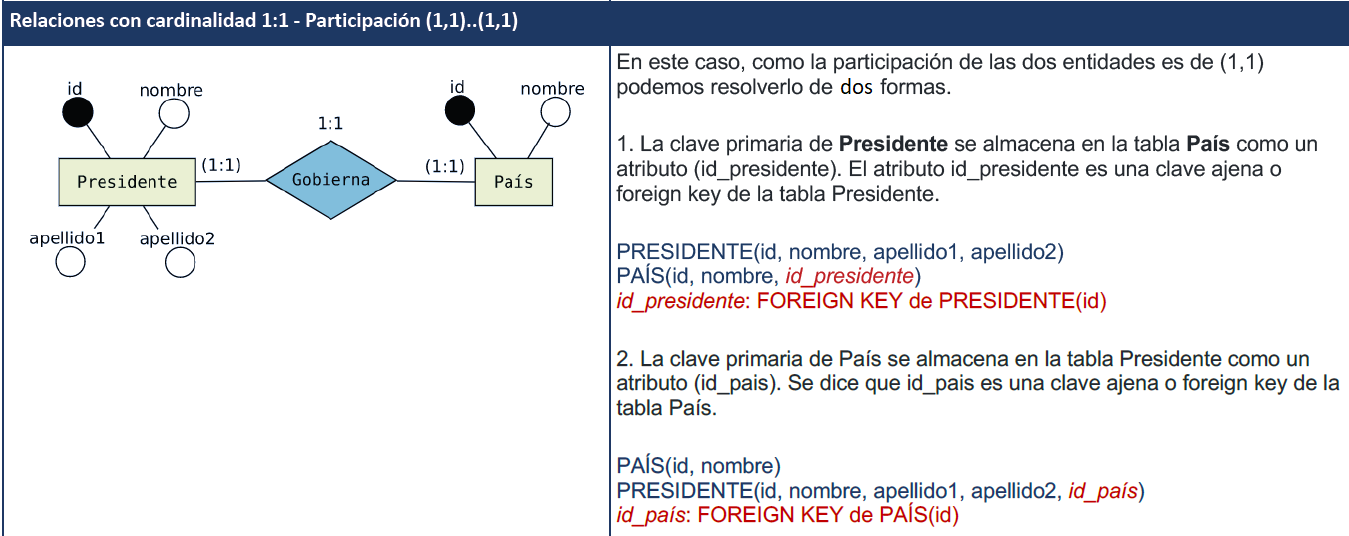 Relaciones con cardinalidad 1:1 - Participación (1,1)..(1,1)
id
nombre
id
nombre
1:1
(1:1)
(1:1)
Presidente
Gobierna
País
apellido1
apellido2
En este caso, como la participación de las dos entidades es de (1,1)
podemos resolverlo de dos formas.
1. La clave primaria de Presidente se almacena en la tabla País como un
atributo (id_presidente). El atributo id_presidente es una clave ajena o
foreign key de la tabla Presidente.
PRESIDENTE(id, nombre, apellido1, apellido2)
PAÍS(id, nombre, id_presidente)
id_presidente: FOREIGN KEY de PRESIDENTE(id)
2. La clave primaria de País se almacena en la tabla Presidente como un
atributo (id_pais). Se dice que id_pais es una clave ajena o foreign key de la
tabla País.
PAÍS(id, nombre)
PRESIDENTE(id, nombre, apellido1, apellido2, id_país)
id_país: FOREIGN KEY de PAÍS(id)